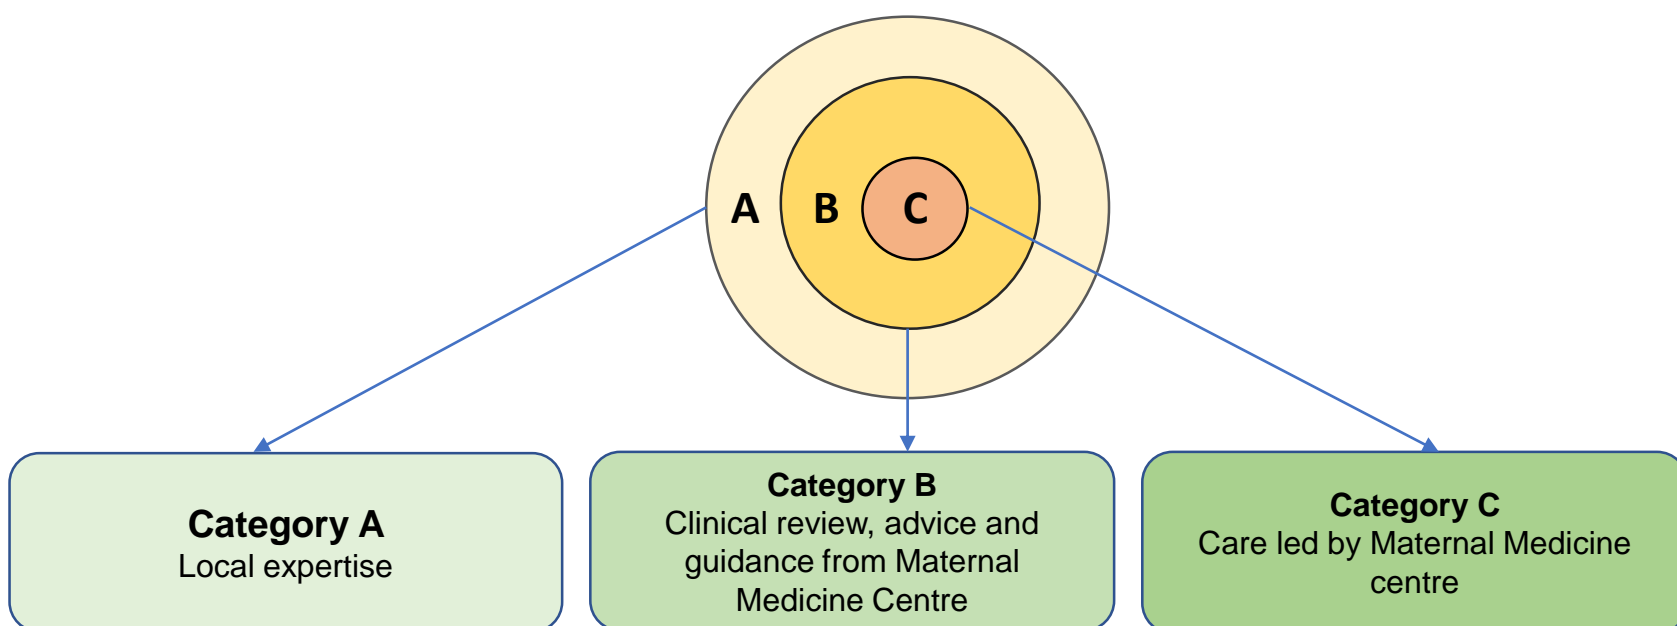 A B C
Category A
Local expertise
Category B
Clinical review, advice and
guidance from Maternal
Medicine Centre
Category C
Care led by Maternal Medicine
centre